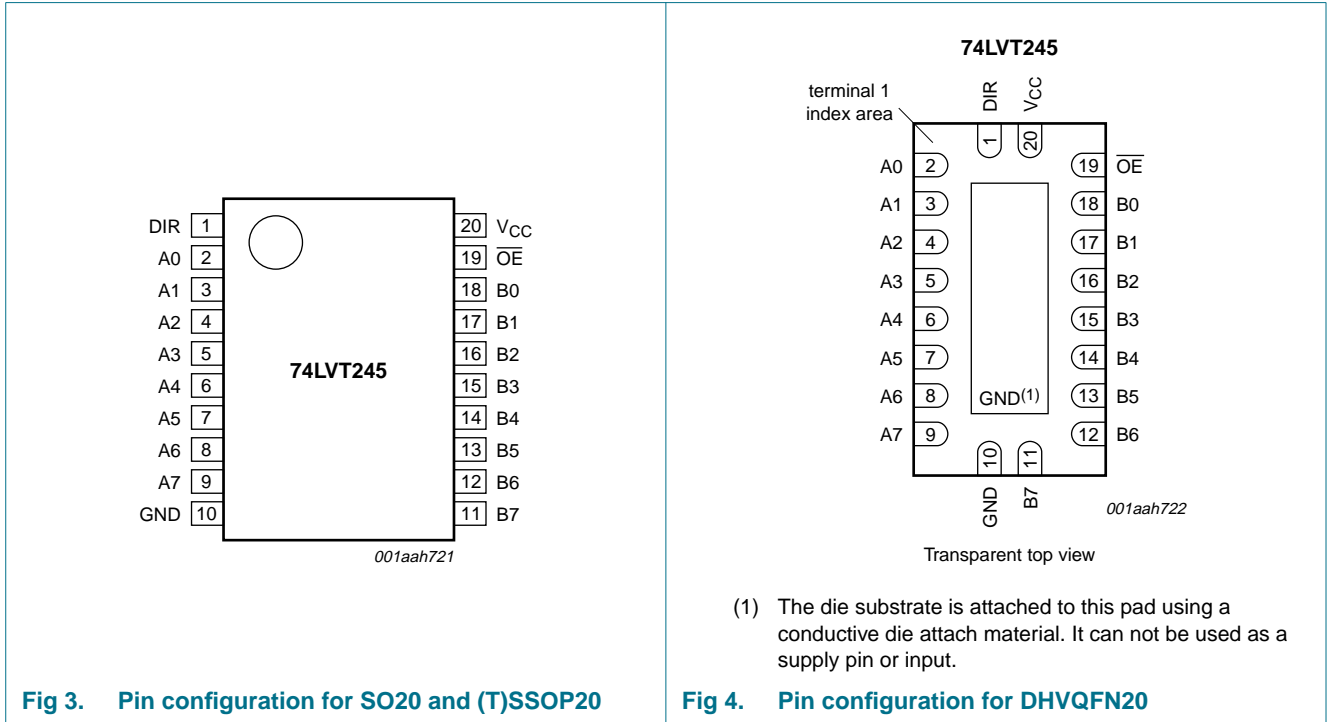 DIR 1
A0 2
A1 3
A2 4
A3 5
A4 6
A5 7
A6 8
A7 9
GND 10
74LVT245
20 VCC
19 OE
18 B0
17 B1
16 B2
15 B3
14 B4
13 B5
12 B6
11 B7
001aah721
Fig 3. Pin configuration for SO20 and (T)SSOP20
74LVT245
terminal 1
index area
DIR
VCC
1
20
A0 2
A1 3
A2 4
A3 5
A4 6
A5 7
A6 8
A7 9
19 OE
18 B0
17 B1
16 B2
15 B3
14 B4
13 B5
12 B6
GND(1)
10
11
GND
B7
001aah722
Transparent top view
(1) The die substrate is attached to this pad using a
conductive die attach material. It can not be used as a
supply pin or input.
Fig 4. Pin configuration for DHVQFN20